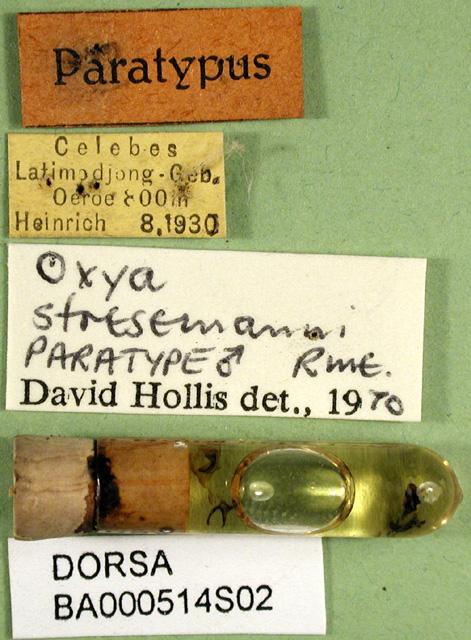 Paratypus
Celebes
Latimodjong-Geb.
Oeroe 800m
Heinrich 8.1930
Oxya
stresemanni
PARATYPE ♂ Rme.
David Hollis det., 1970
DORSA
BA000514S02